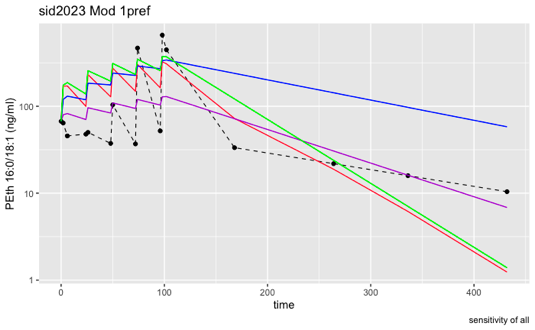 sid2023 Mod 1pref
PEth 16:0/18:1 (ng/ml)
100
10
1
0
100
200
300
400
time
sensitivity of all